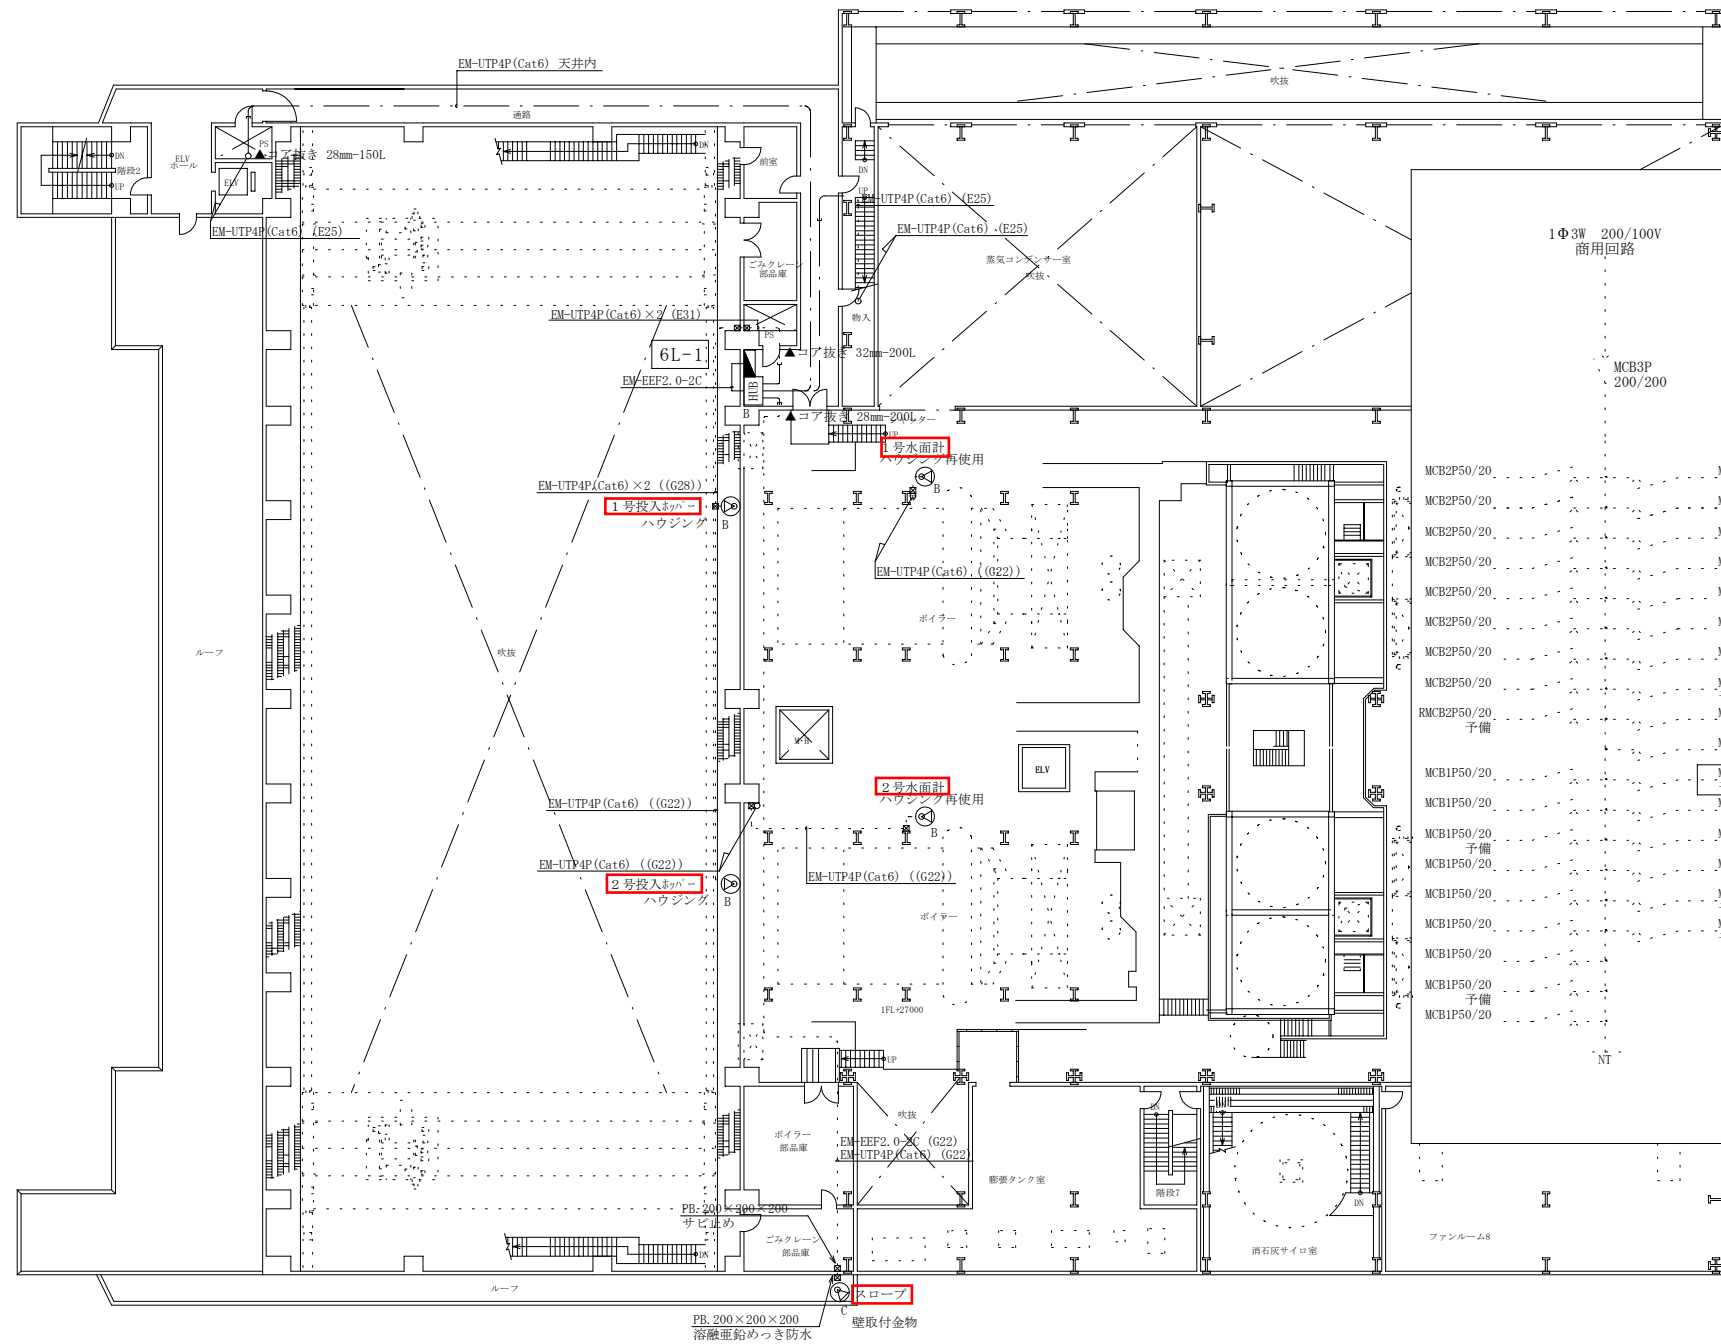 EM-UTP4P(Cat6) 天井内
吹抜
通路
PS
▲コア抜き 28mm-150L
ELV
ホール
DN
階段2
UP
ELV
DN
前室
DN
UP
EM-UTP4P(Cat6) (E25)
EM-UTP4P(Cat6) (E25)
EM-UTP4P(Cat6) (E25)
1Φ3W 200/100V
商用回路
ごみクレーン
部品庫
蒸気コンデンサー室
吹抜
EM-UTP4P(Cat6)×2 (E31)
物入
PS
6L-1
▲コア抜き 32mm-200L
MCB3P
200/200
EM-EEF2.0-2C
HUB
B
▲コア抜き 28mm-200L
UP
1号水面計
ハウジング再使用
B
EM-UTP4P(Cat6)×2 ((G28))
1号投入ホッパー
ハウジング
B
EM-UTP4P(Cat6) ((G22))
ボイラー
ルーフ
吹抜
MCB2P50/20
MCB2P50/20
MCB2P50/20
MCB2P50/20
MCB2P50/20
MCB2P50/20
MCB2P50/20
MCB2P50/20
RMCB2P50/20
予備
M・H
ELV
MCB1P50/20
MCB1P50/20
MCB1P50/20
予備
MCB1P50/20
MCB1P50/20
MCB1P50/20
MCB1P50/20
MCB1P50/20
予備
MCB1P50/20
NT
2号水面計
ハウジング再使用
B
EM-UTP4P(Cat6) ((G22))
EM-UTP4P(Cat6) ((G22))
EM-UTP4P(Cat6) ((G22))
2号投入ホッパー
ハウジング
B
ボイラー
1FL+27000
UP
吹抜
DN
DN
ボイラー
部品庫
EM-EEF2.0-2C (G22)
EM-UTP4P(Cat6) (G22)
膨張タンク室
階段7
DN
PB.200×200×200
サビ止め
ごみクレーン
部品庫
DN
消石灰サイロ室
ファンルーム8
ルーフ
スロープ
C
壁取付金物
PB.200×200×200
溶融亜鉛めっき防水